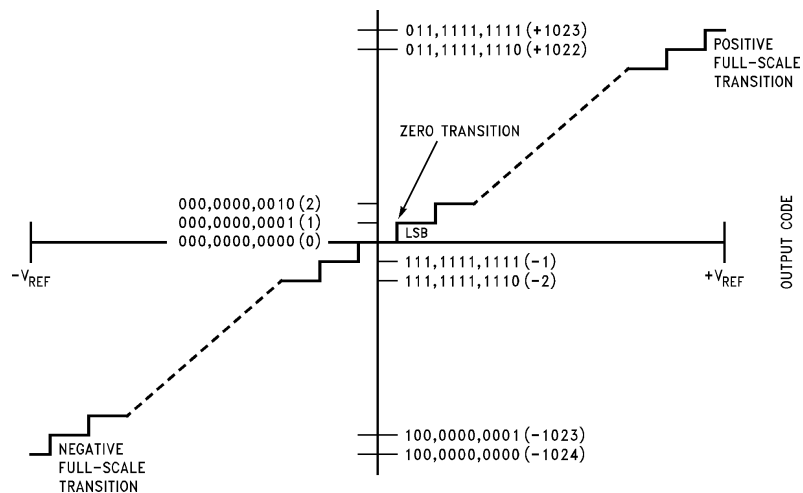 011,1111,1111 (+1023)
011,1111,1110 (+1022)
POSITIVE
FULL-SCALE
TRANSITION
ZERO TRANSITION
000,0000,0010 (2)
000,0000,0001 (1)
000,0000,0000 (0)
LSB
111,1111,1111 (-1)
111,1111,1110 (-2)
-VREF
+VREF
OUTPUT CODE
100,0000,0001 (-1023)
100,0000,0000 (-1024)
NEGATIVE
FULL-SCALE
TRANSITION